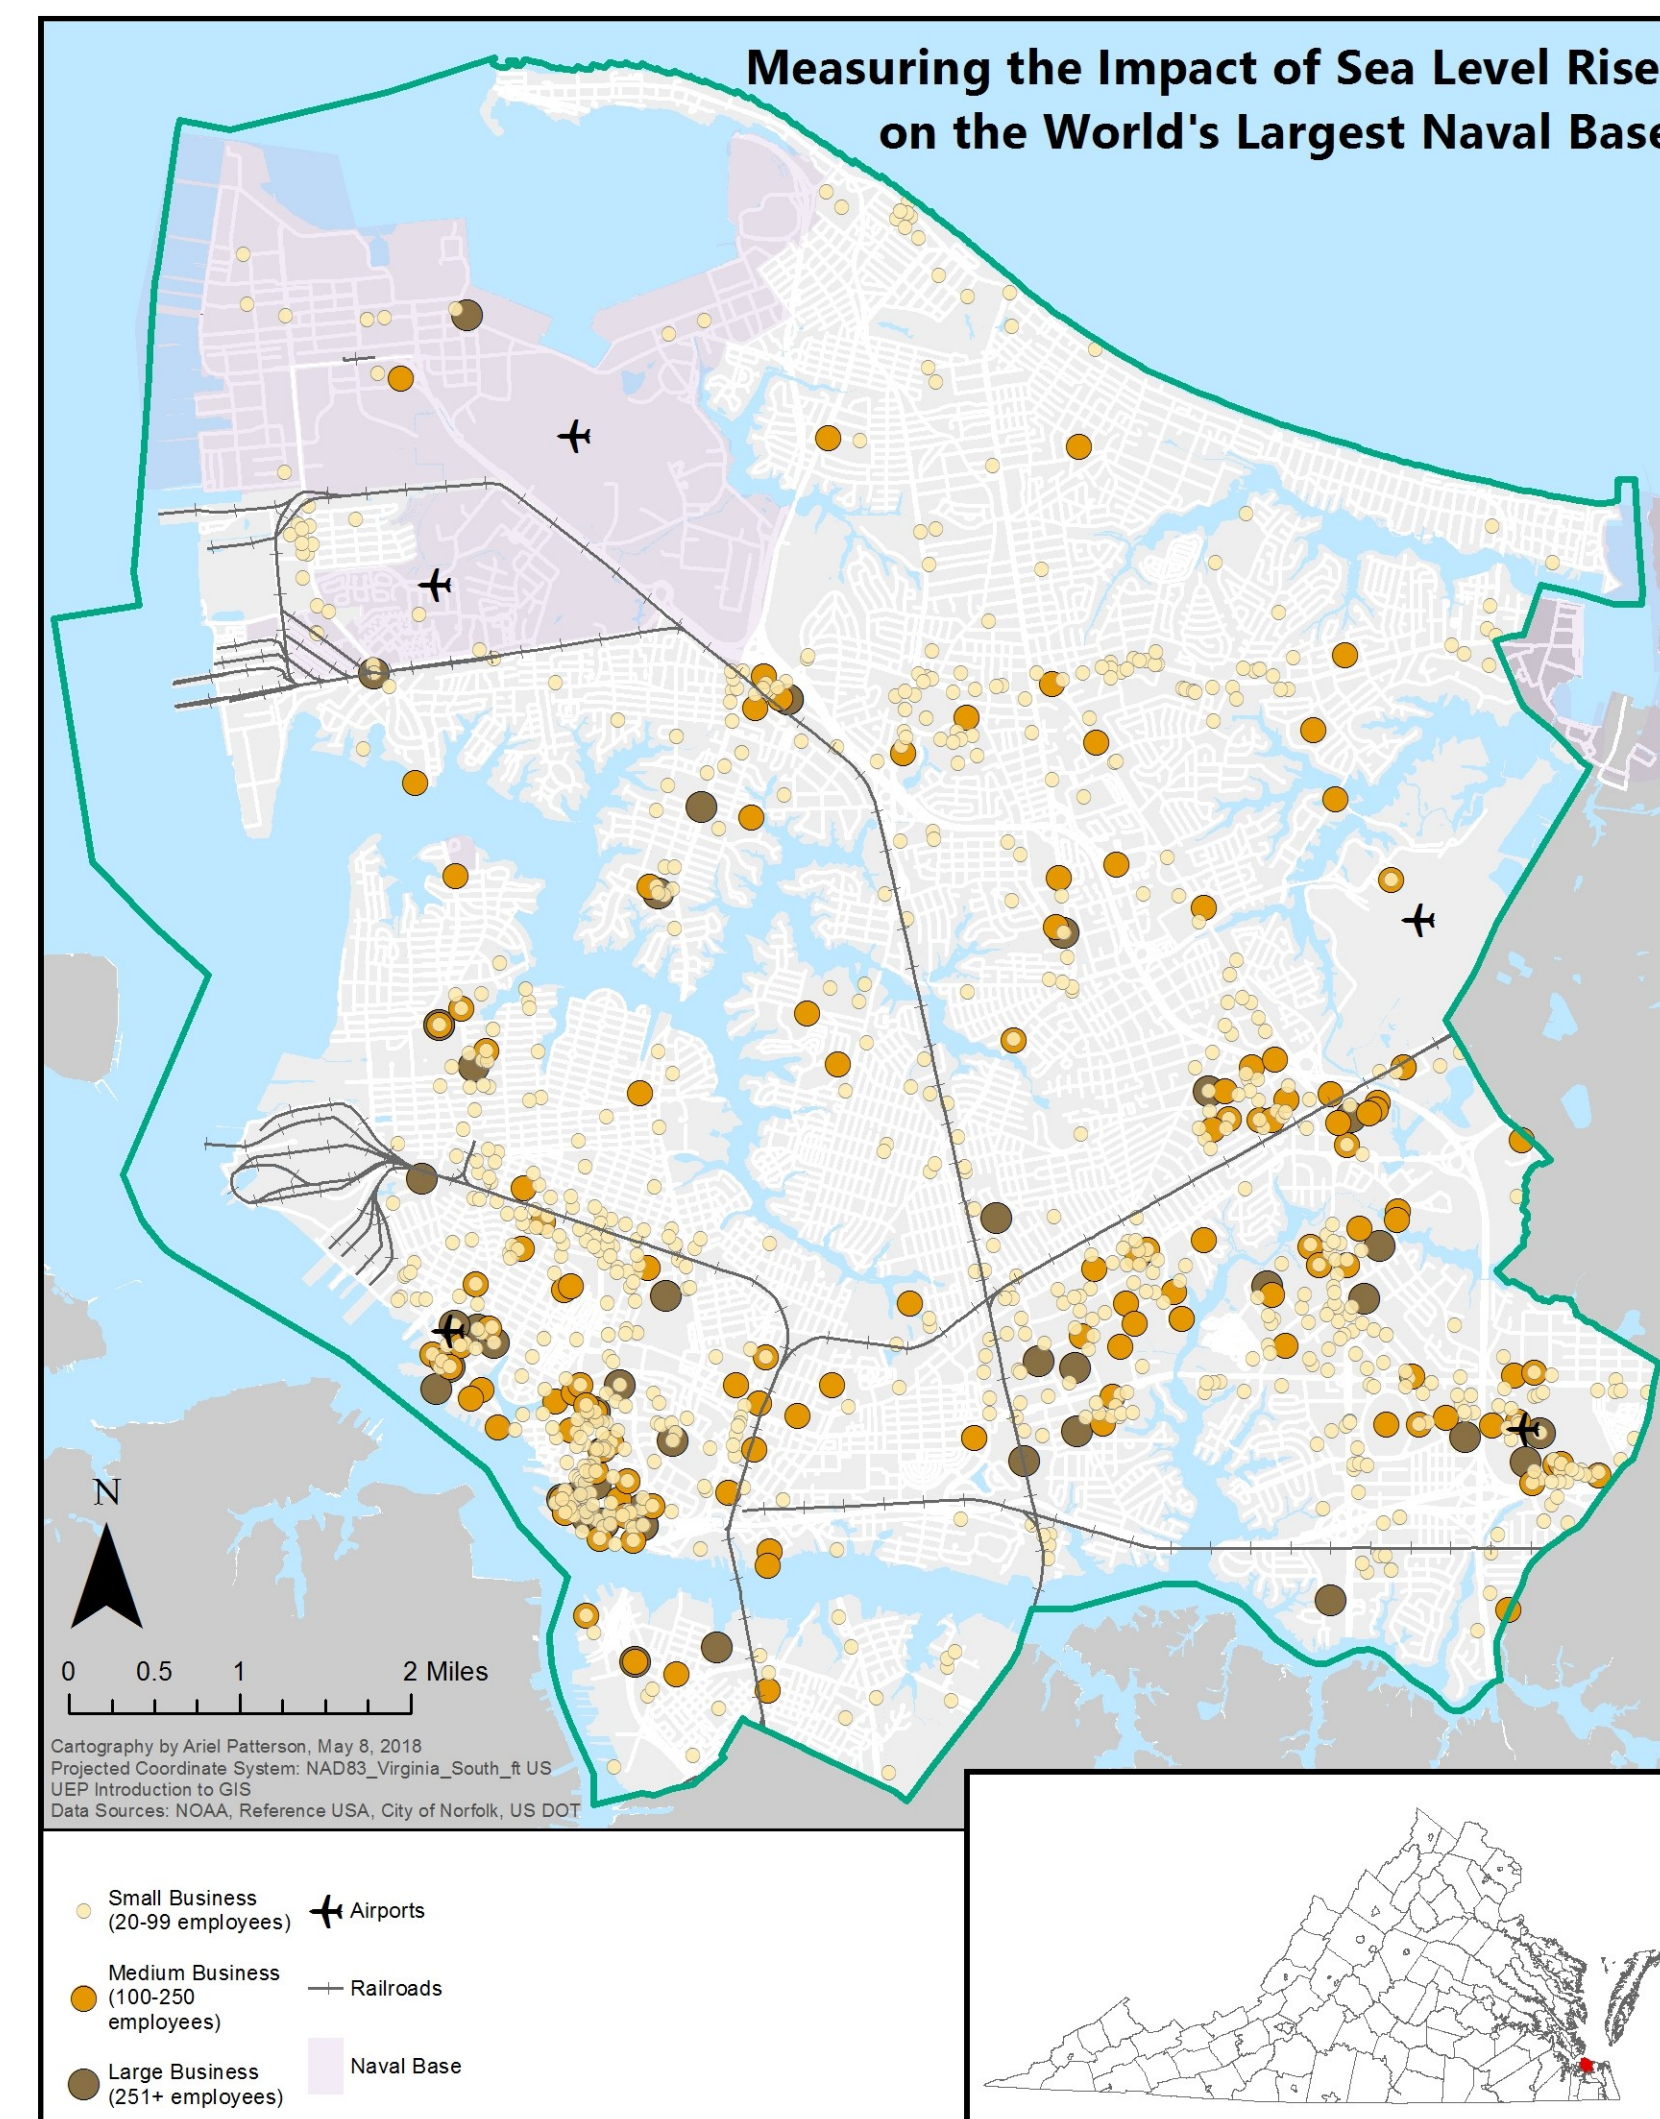 Measuring the Impact of Sea Level Rise
on the World's Largest Naval Base
N
0 0.5 1 2 Miles
Cartography by Ariel Patterson, May 8, 2018
Projected Coordinate System: NAD83_Virginia_South_ft US
UEP Introduction to GIS
Data Sources: NOAA, Reference USA, City of Norfolk, US DOT
Small Business
(20-99 employees)
Medium Business
(100-250
employees)
Large Business
(251+ employees)
Airports
Railroads
Naval Base